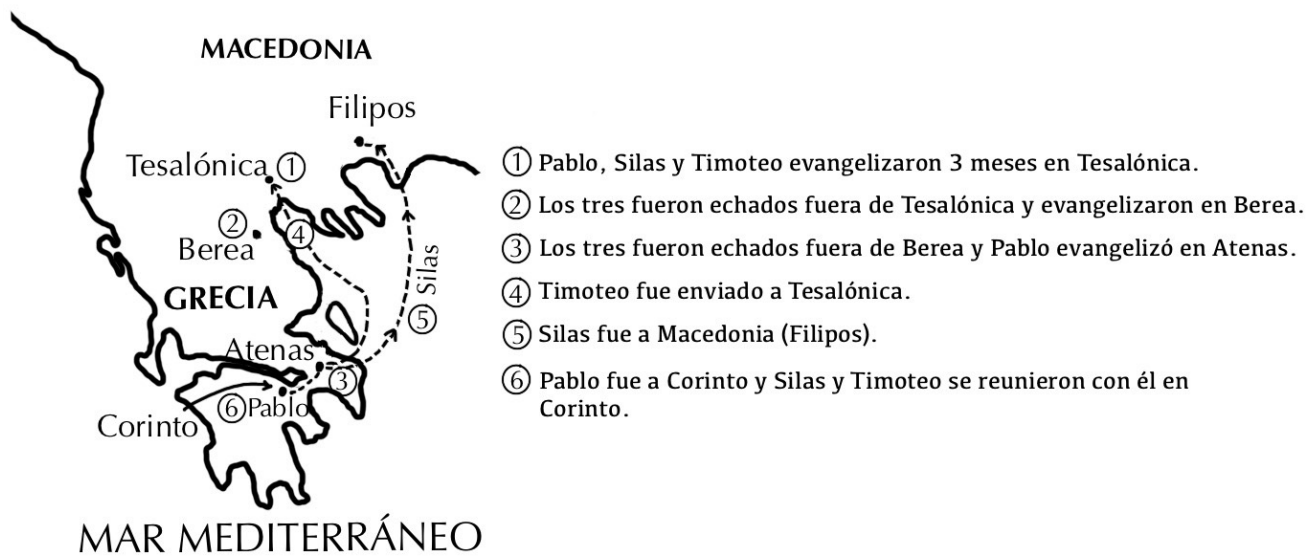 MACEDONIA
Filipos
Tesalónica ①
②
Berea
④
GRECIA
Silas
⑤
Atenas
③
⑥ Pablo
Corinto
MAR MEDITERRÁNEO
① Pablo, Silas y Timoteo evangelizaron 3 meses en Tesalónica.
② Los tres fueron echados fuera de Tesalónica y evangelizaron en Berea.
③ Los tres fueron echados fuera de Berea y Pablo evangelizó en Atenas.
④ Timoteo fue enviado a Tesalónica.
⑤ Silas fue a Macedonia (Filipos).
⑥ Pablo fue a Corinto y Silas y Timoteo se reunieron con él en
Corinto.